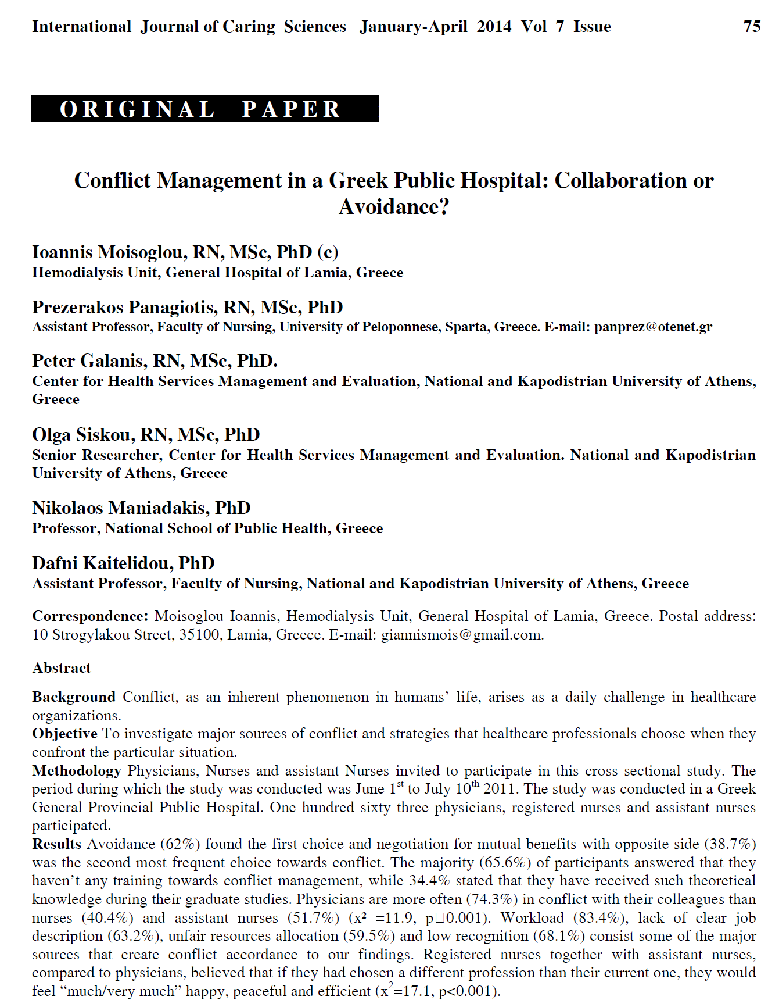 International Journal of Caring Sciences January-April 2014 Vol 7 Issue 75
ORIGINAL PAPER
Conflict Management in a Greek Public Hospital: Collaboration or
Avoidance?
Ioannis Moisoglou, RN, MSc, PhD (c)
Hemodialysis Unit, General Hospital of Lamia, Greece
Prezerakos Panagiotis, RN, MSc, PhD
Assistant Professor, Faculty of Nursing, University of Peloponnese, Sparta, Greece. E-mail: panprez@otenet.gr
Peter Galanis, RN, MSc, PhD.
Center for Health Services Management and Evaluation, National and Kapodistrian University of Athens,
Greece
Olga Siskou, RN, MSc, PhD
Senior Researcher, Center for Health Services Management and Evaluation. National and Kapodistrian
University of Athens, Greece
Nikolaos Maniadakis, PhD
Professor, National School of Public Health, Greece
Dafni Kaitelidou, PhD
Assistant Professor, Faculty of Nursing, National and Kapodistrian University of Athens, Greece
Correspondence: Moisoglou Ioannis, Hemodialysis Unit, General Hospital of Lamia, Greece. Postal address:
10 Strogylakou Street, 35100, Lamia, Greece. E-mail: giannismois@gmail.com.
Abstract
Background Conflict, as an inherent phenomenon in humans’ life, arises as a daily challenge in healthcare
organizations.
Objective To investigate major sources of conflict and strategies that healthcare professionals choose when they
confront the particular situation.
Methodology Physicians, Nurses and assistant Nurses invited to participate in this cross sectional study. The
period during which the study was conducted was June 1st to July 10th 2011. The study was conducted in a Greek
General Provincial Public Hospital. One hundred sixty three physicians, registered nurses and assistant nurses
participated.
Results Avoidance (62%) found the first choice and negotiation for mutual benefits with opposite side (38.7%)
was the second most frequent choice towards conflict. The majority (65.6%) of participants answered that they
haven’t any training towards conflict management, while 34.4% stated that they have received such theoretical
knowledge during their graduate studies. Physicians are more often (74.3%) in conflict with their colleagues than
nurses (40.4%) and assistant nurses (51.7%) (x² =11.9, p□0.001). Workload (83.4%), lack of clear job
description (63.2%), unfair resources allocation (59.5%) and low recognition (68.1%) consist some of the major
sources that create conflict accordance to our findings. Registered nurses together with assistant nurses,
compared to physicians, believed that if they had chosen a different profession than their current one, they would
feel “much/very much” happy, peaceful and efficient (x²=17.1, p<0.001).